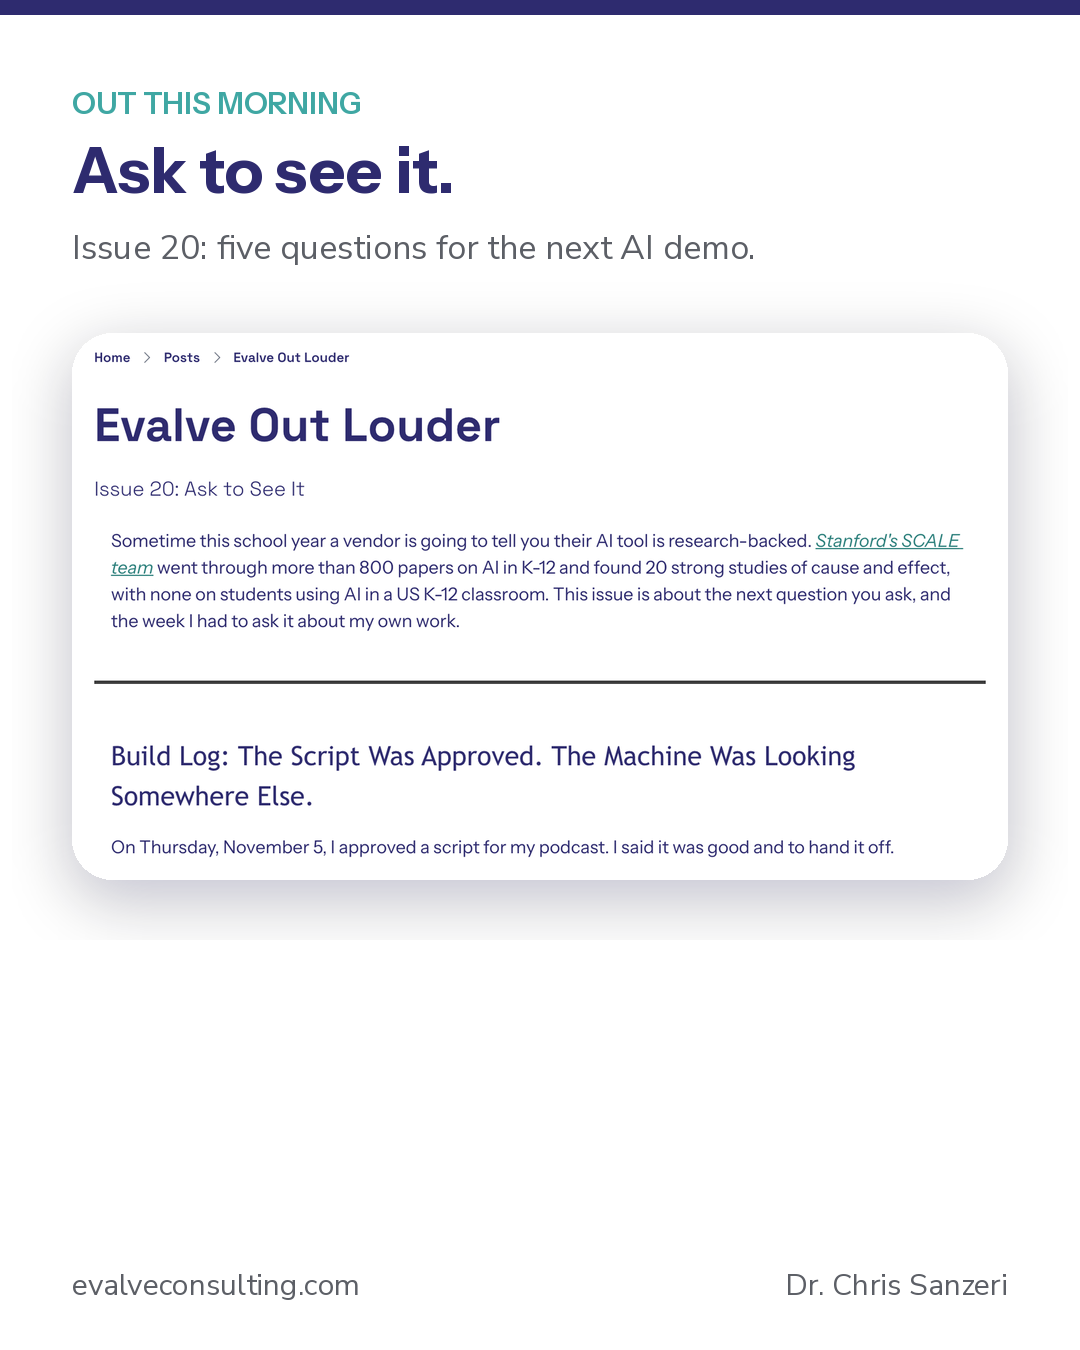 OUT THIS MORNING
Ask to see it.
Issue 20: five questions for the next AI demo.
Home > Posts > Evalve Out Louder
Evalve Out Louder
Issue 20: Ask to See It
Sometime this school year a vendor is going to tell you their AI tool is research-backed. Stanford's SCALE
team went through more than 800 papers on AI in K-12 and found 20 strong studies of cause and effect,
with none on students using AI in a US K-12 classroom. This issue is about the next question you ask, and
the week I had to ask it about my own work.
Build Log: The Script Was Approved. The Machine Was Looking
Somewhere Else.
On Thursday, November 5, I approved a script for my podcast. I said it was good and to hand it off.
evalveconsulting.com
Dr. Chris Sanzeri